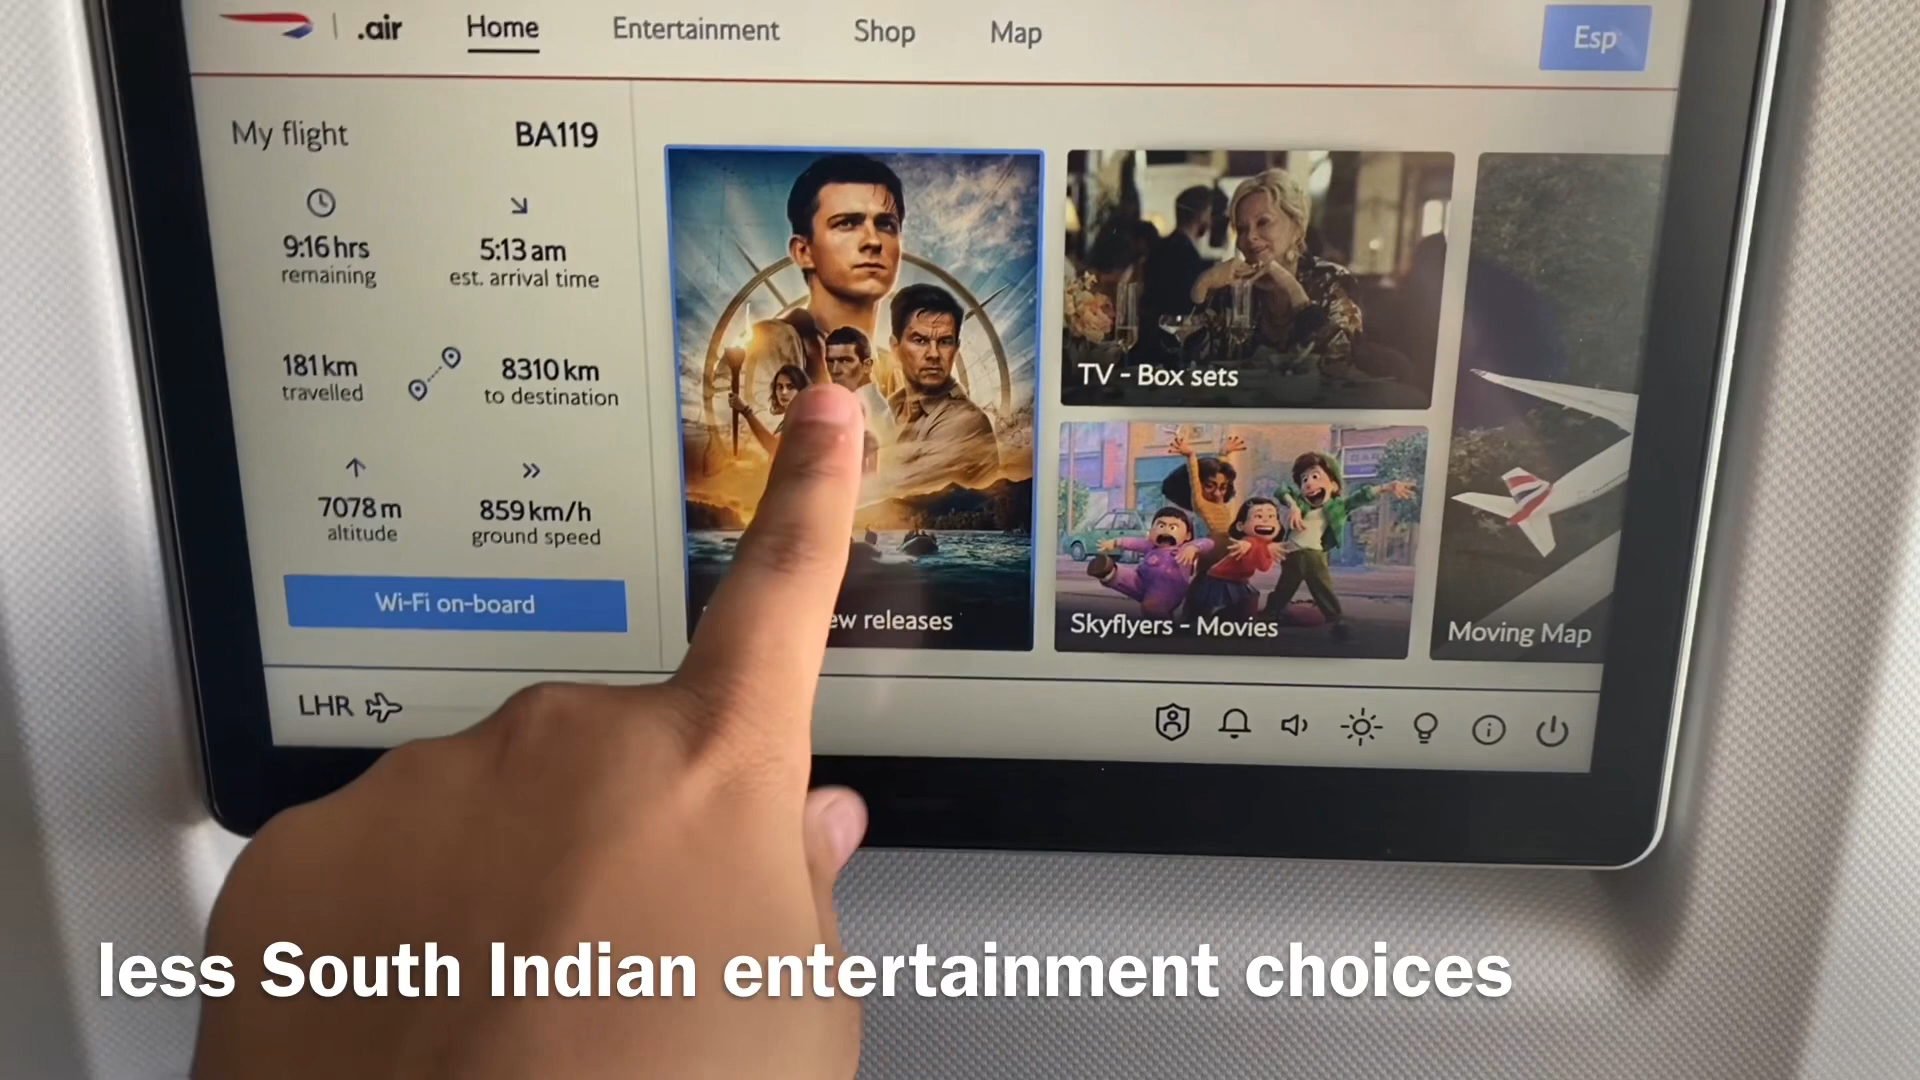 .air Home Entertainment Shop Map Esp
My flight BA119
9:16 hrs
remaining
5:13 am
est. arrival time
181 km
travelled
8310 km
to destination
7078 m
altitude
859 km/h
ground speed
Wi-Fi on-board
releases
TV - Box sets
Skyflyers - Movies
Moving Map
LHR
less South Indian entertainment choices